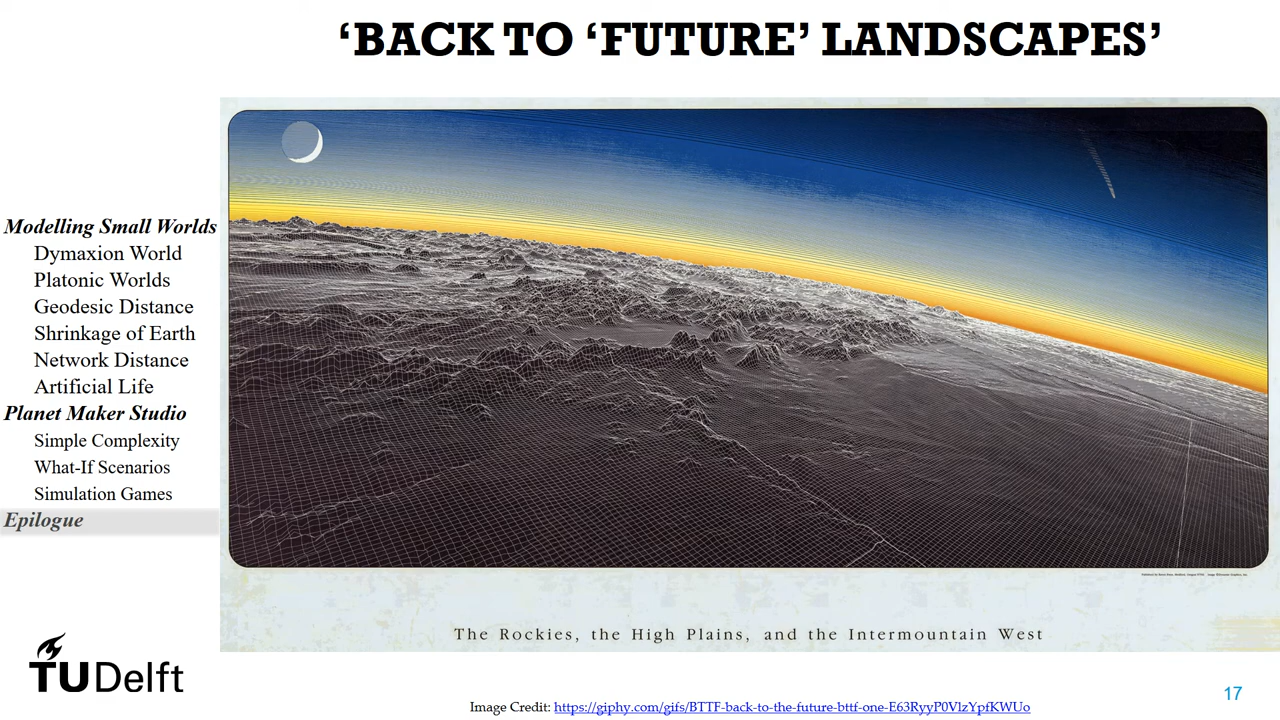 ‘BACK TO ‘FUTURE’ LANDSCAPES’
Modelling Small Worlds
Dymaxion World
Platonic Worlds
Geodesic Distance
Shrinkage of Earth
Network Distance
Artificial Life
Planet Maker Studio
Simple Complexity
What-If Scenarios
Simulation Games
Epilogue
The Rockies, the High Plains, and the Intermountain West
TU Delft
17
Image Credit: https://giphy.com/gifs/BTTF-back-to-the-future-bttf-one-E63RyyP0VlzYpfKWUo